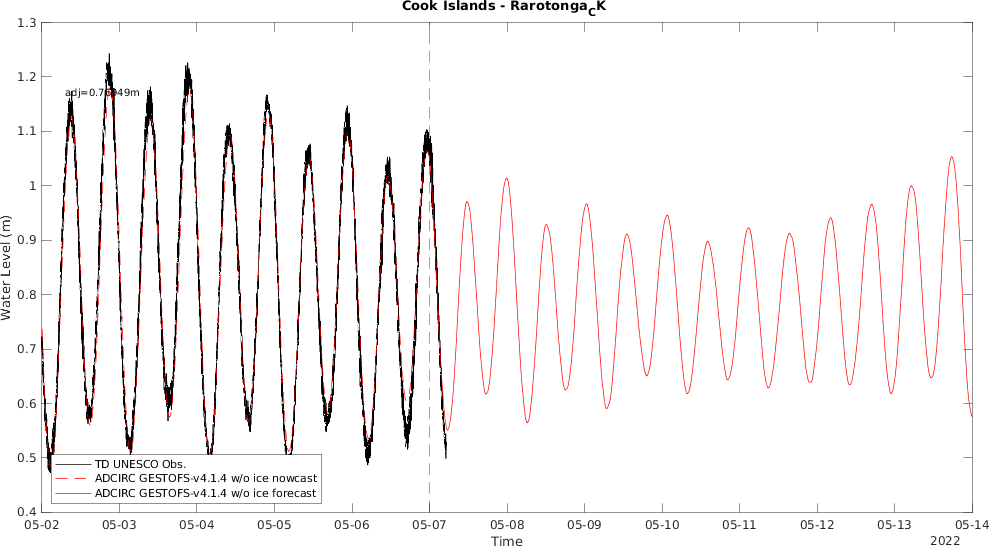 Cook Islands - Rarotonga_CK
1.3
1.2
1.1
1
0.9
0.8
0.7
0.6
0.5
0.4
Water Level (m)
TD UNESCO Obs.
ADCIRC GESTOFS-v4.1.4 w/o ice nowcast
ADCIRC GESTOFS-v4.1.4 w/o ice forecast
05-02 05-03 05-04 05-05 05-06 05-07 05-08 05-09 05-10 05-11 05-12 05-13 05-14
Time
2022